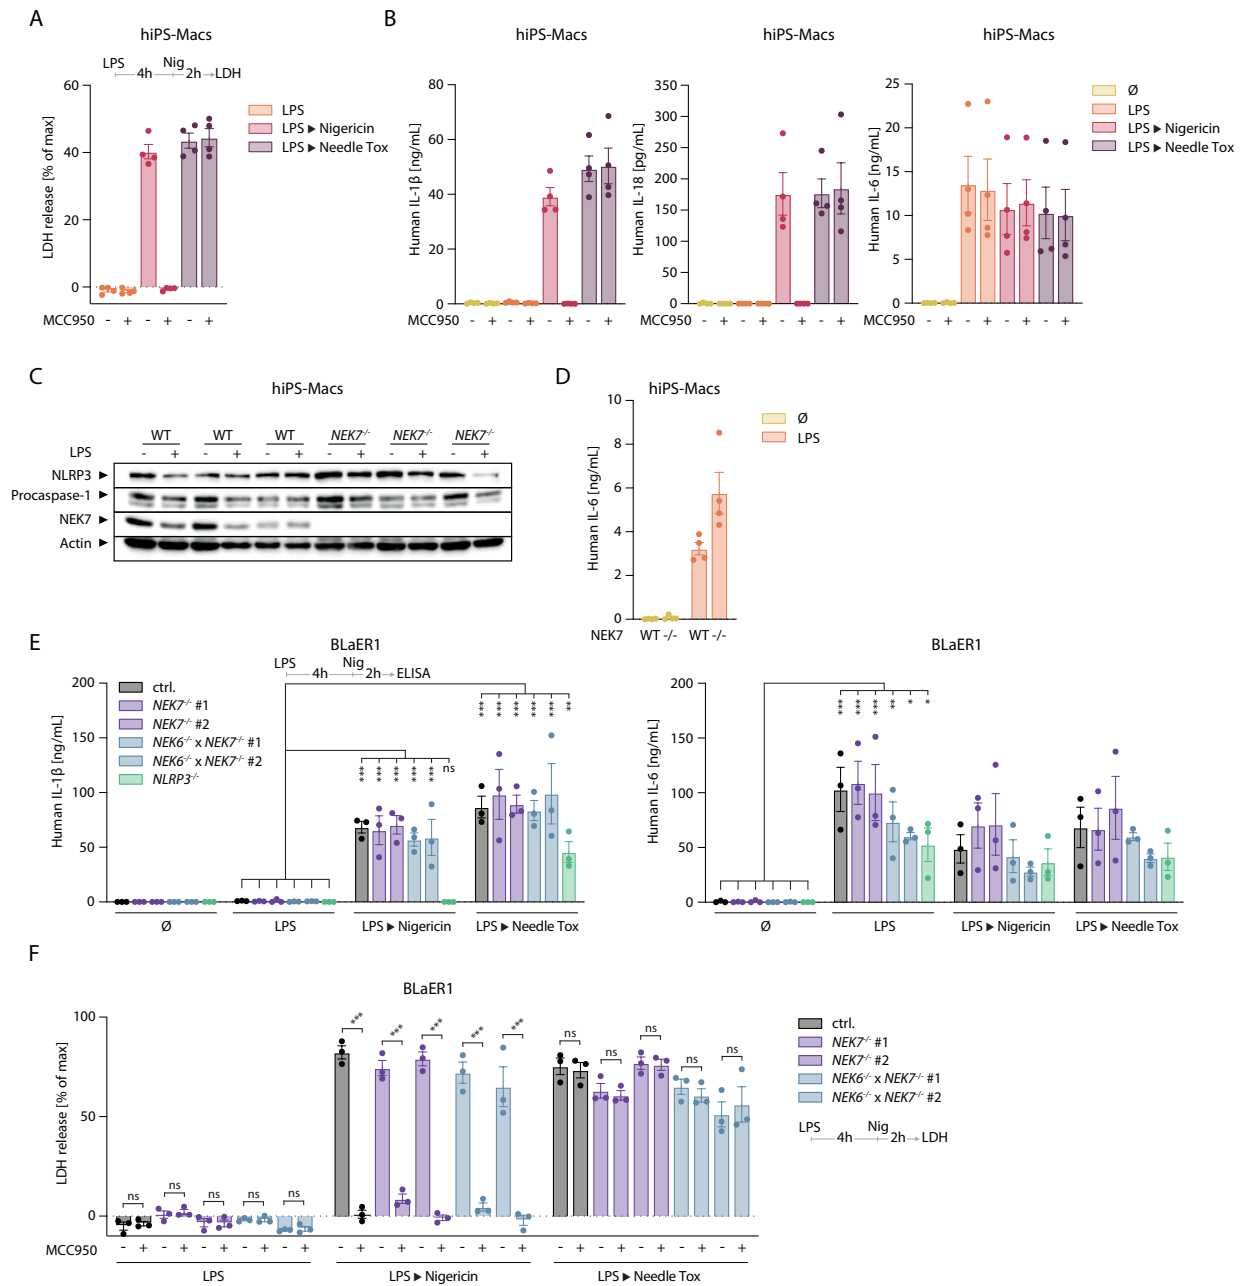 A
hiPS-Macs
LPS
Nig
4h
2h
LDH
60
40
20
0
LDH release [% of max]
MCC950
- + - + - +
LPS
LPS ▶ Nigericin
LPS ▶ Needle Tox
B
hiPS-Macs
hiPS-Macs
hiPS-Macs
80
60
40
20
0
Human IL-1β [ng/mL]
MCC950
- + - + - + - +
350
300
250
200
150
100
50
0
Human IL-18 [pg/mL]
MCC950
- + - + - + - +
25
20
15
10
5
0
Human IL-6 [ng/mL]
MCC950
- + - + - + - +
Ø
LPS
LPS ▶ Nigericin
LPS ▶ Needle Tox
C
hiPS-Macs
WT WT WT NEK7-/- NEK7-/- NEK7-/-
LPS - + - + - + - + - + - +
NLRP3 ▶
Procaspase-1 ▶
NEK7 ▶
Actin ▶
D
hiPS-Macs
10
8
6
4
2
0
Human IL-6 [ng/mL]
NEK7 WT -/- WT -/-
Ø
LPS
E
BLaER1
LPS
Nig
4h
2h
ELISA
200
150
100
50
0
Human IL-1β [ng/mL]
ctrl.
NEK7-/- #1
NEK7-/- #2
NEK6-/- x NEK7-/- #1
NEK6-/- x NEK7-/- #2
NLRP3-/-
*** *** *** *** *** ns
*** *** *** *** *** **
Ø
LPS
LPS ▶ Nigericin
LPS ▶ Needle Tox
BLaER1
200
150
100
50
0
Human IL-6 [ng/mL]
*** *** *** ** * *
Ø
LPS
LPS ▶ Nigericin
LPS ▶ Needle Tox
F
BLaER1
100
50
0
LDH release [% of max]
ns ns ns ns ns
*** *** *** *** ***
ns ns ns ns ns
MCC950
- + - + - + - + - + - + - + - + - + - + - + - + - + - + - +
LPS
LPS ▶ Nigericin
LPS ▶ Needle Tox
ctrl.
NEK7-/- #1
NEK7-/- #2
NEK6-/- x NEK7-/- #1
NEK6-/- x NEK7-/- #2
LPS
Nig
4h
2h
LDH